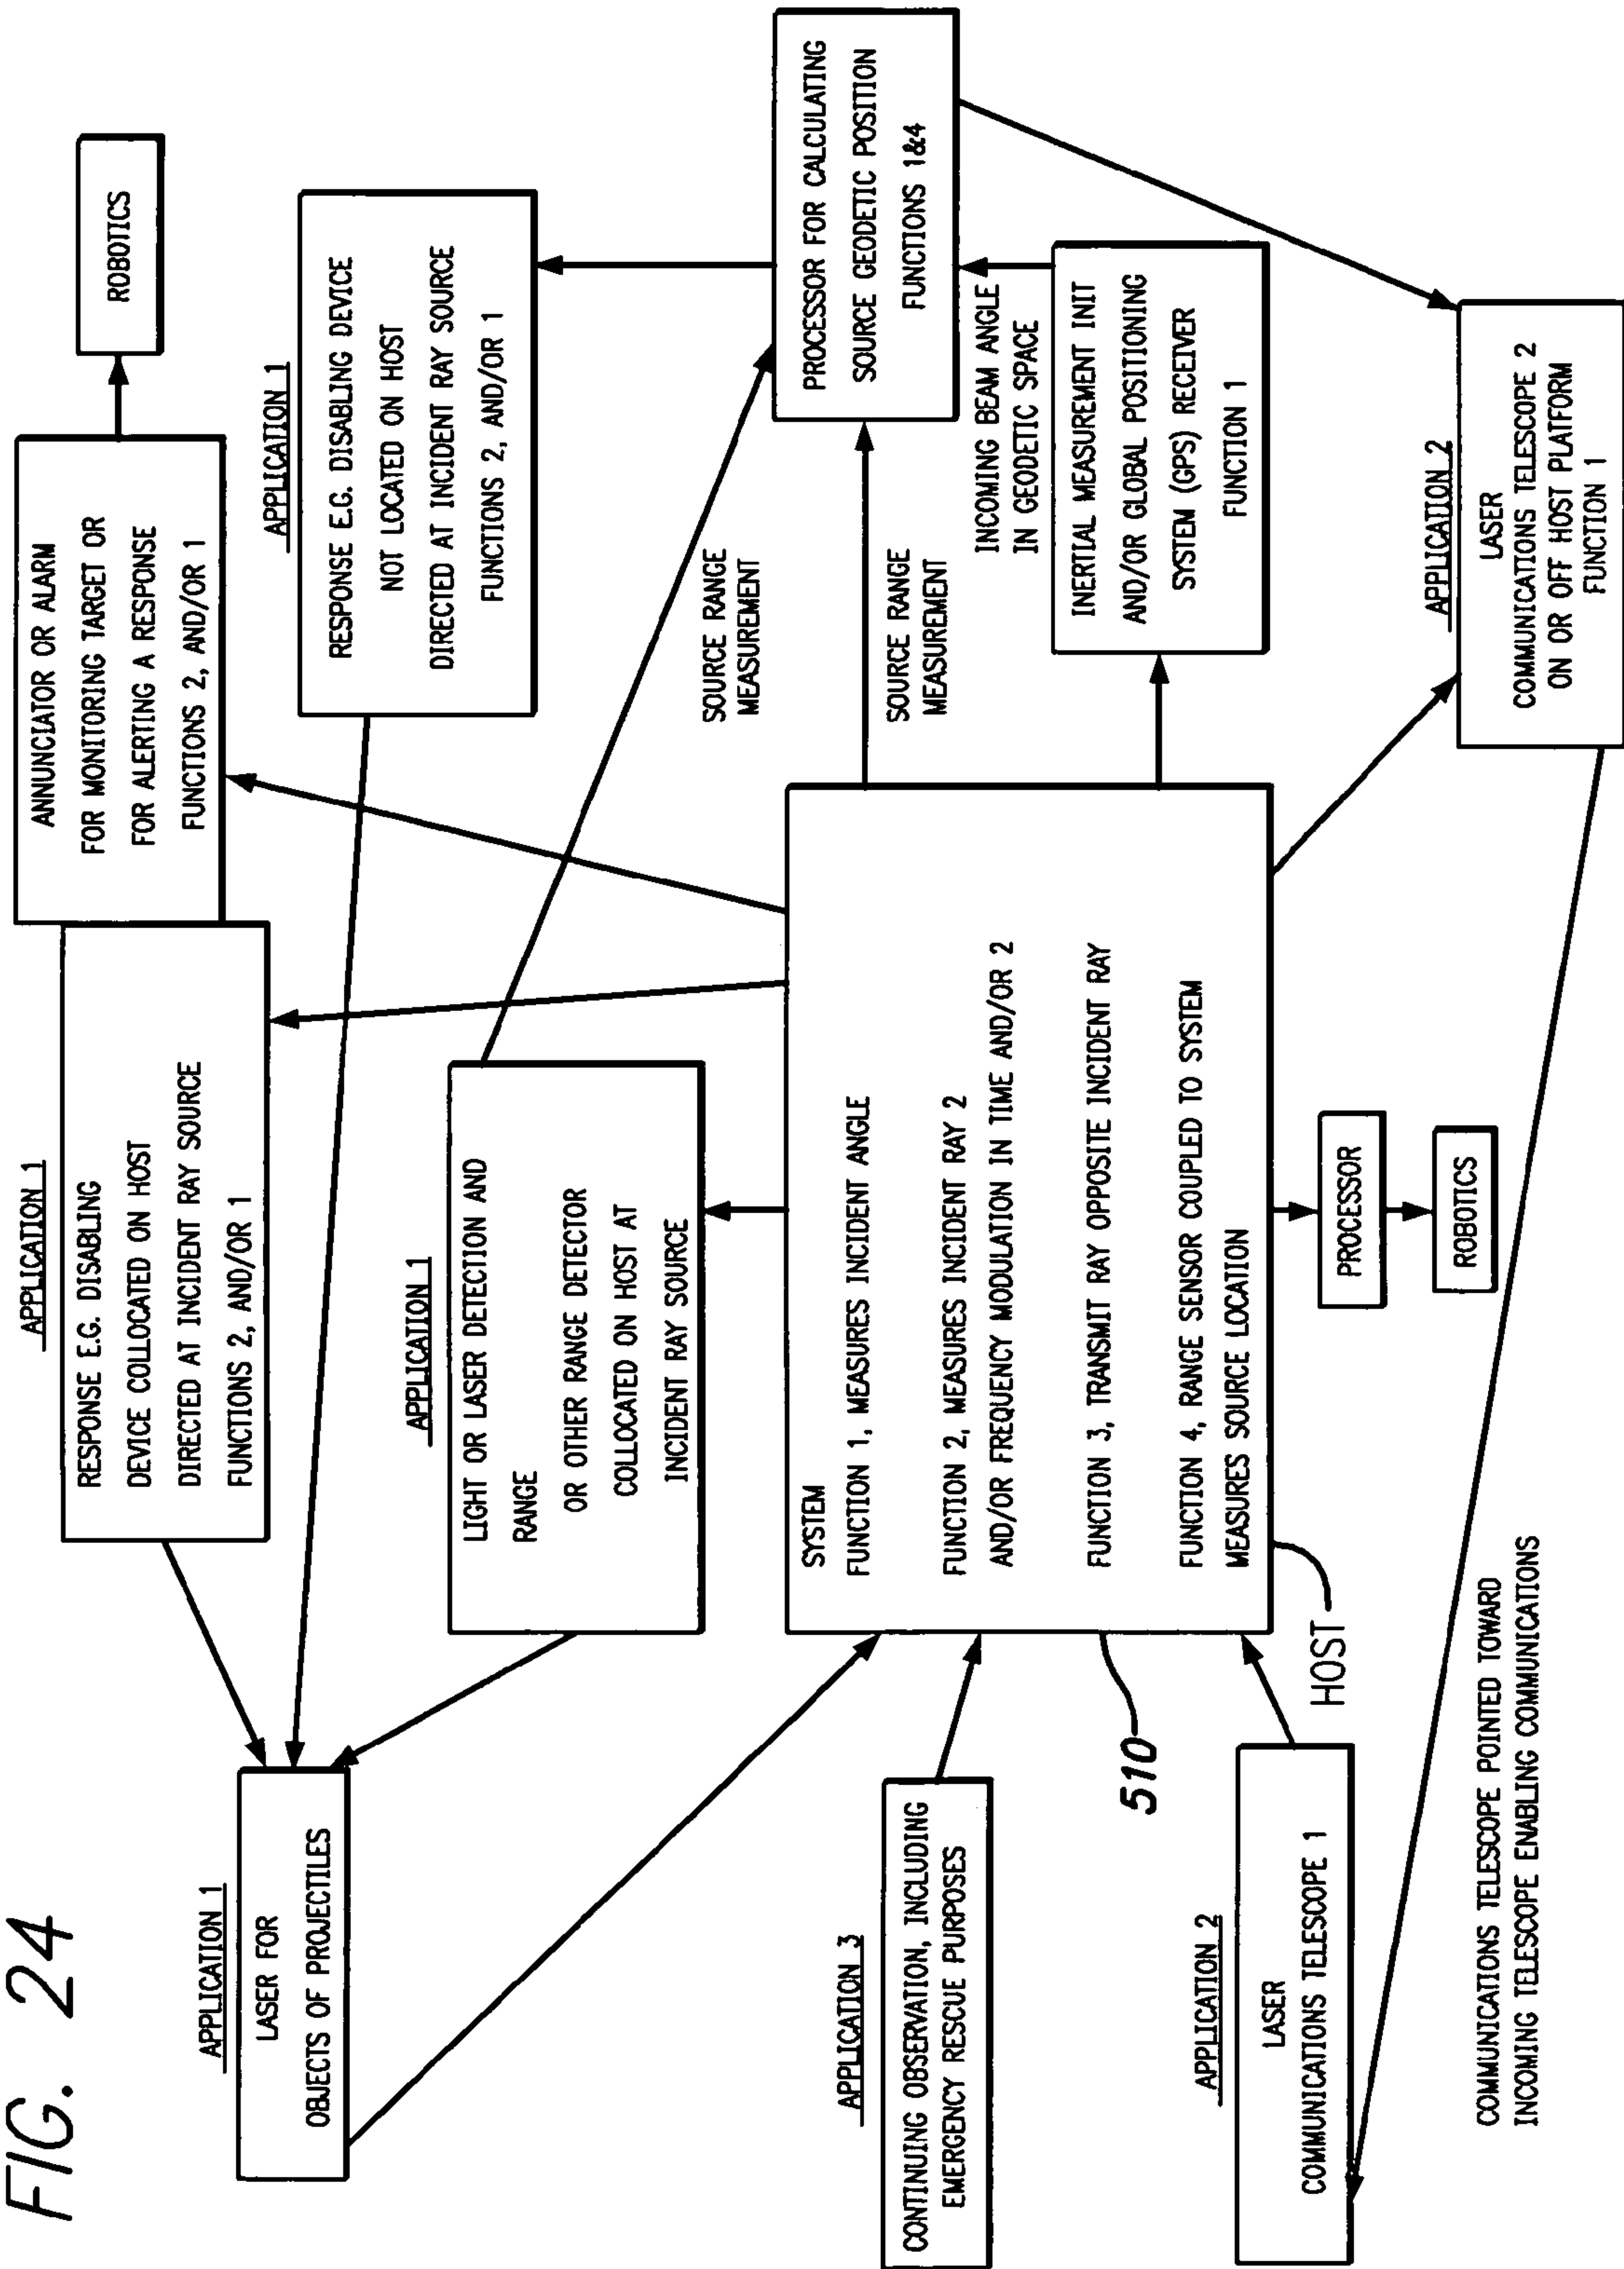 FIG. 24
APPLICATION 1
LASER FOR
OBJECTS OF PROJECTILES
APPLICATION 1
RESPONSE E.G. DISABLING
DEVICE COLLOCATED ON HOST
DIRECTED AT INCIDENT RAY SOURCE
FUNCTIONS 2, AND/OR 1
ANNUNCIATOR OR ALARM
FOR MONITORING TARGET OR
FOR ALERTING A RESPONSE
FUNCTIONS 2, AND/OR 1
ROBOTICS
APPLICATION 1
RESPONSE E.G. DISABLING DEVICE
NOT LOCATED ON HOST
DIRECTED AT INCIDENT RAY SOURCE
FUNCTIONS 2, AND/OR 1
APPLICATION 1
LIGHT OR LASER DETECTION AND
RANGE
OR OTHER RANGE DETECTOR
COLLOCATED ON HOST AT
INCIDENT RAY SOURCE
SOURCE RANGE
MEASUREMENT
PROCESSOR FOR CALCULATING
SOURCE GEODETIC POSITION
FUNCTIONS 1&4
SOURCE RANGE
MEASUREMENT
INCOMING BEAM ANGLE
IN GEODETIC SPACE
INERTIAL MEASUREMENT INIT
AND/OR GLOBAL POSITIONING
SYSTEM (GPS) RECEIVER
FUNCTION 1
SYSTEM
FUNCTION 1, MEASURES INCIDENT ANGLE
FUNCTION 2, MEASURES INCIDENT RAY 2
AND/OR FREQUENCY MODULATION IN TIME AND/OR 2
FUNCTION 3, TRANSMIT RAY OPPOSITE INCIDENT RAY
FUNCTION 4, RANGE SENSOR COUPLED TO SYSTEM
MEASURES SOURCE LOCATION
APPLICATION 3
CONTINUING OBSERVATION, INCLUDING
EMERGENCY RESCUE PURPOSES
510
HOST
PROCESSOR
ROBOTICS
APPLICATION 2
LASER
COMMUNICATIONS TELESCOPE 1
APPLICATION 2
LASER
COMMUNICATIONS TELESCOPE 2
ON OR OFF HOST PLATFORM
FUNCTION 1
COMMUNICATIONS TELESCOPE POINTED TOWARD
INCOMING TELESCOPE ENABLING COMMUNICATIONS